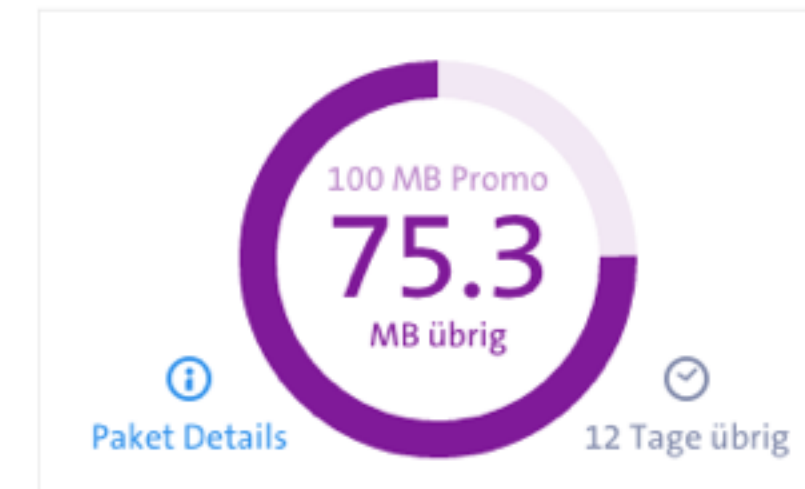 100 MB Promo
75.3
MB übrig
Paket Details
12 Tage übrig